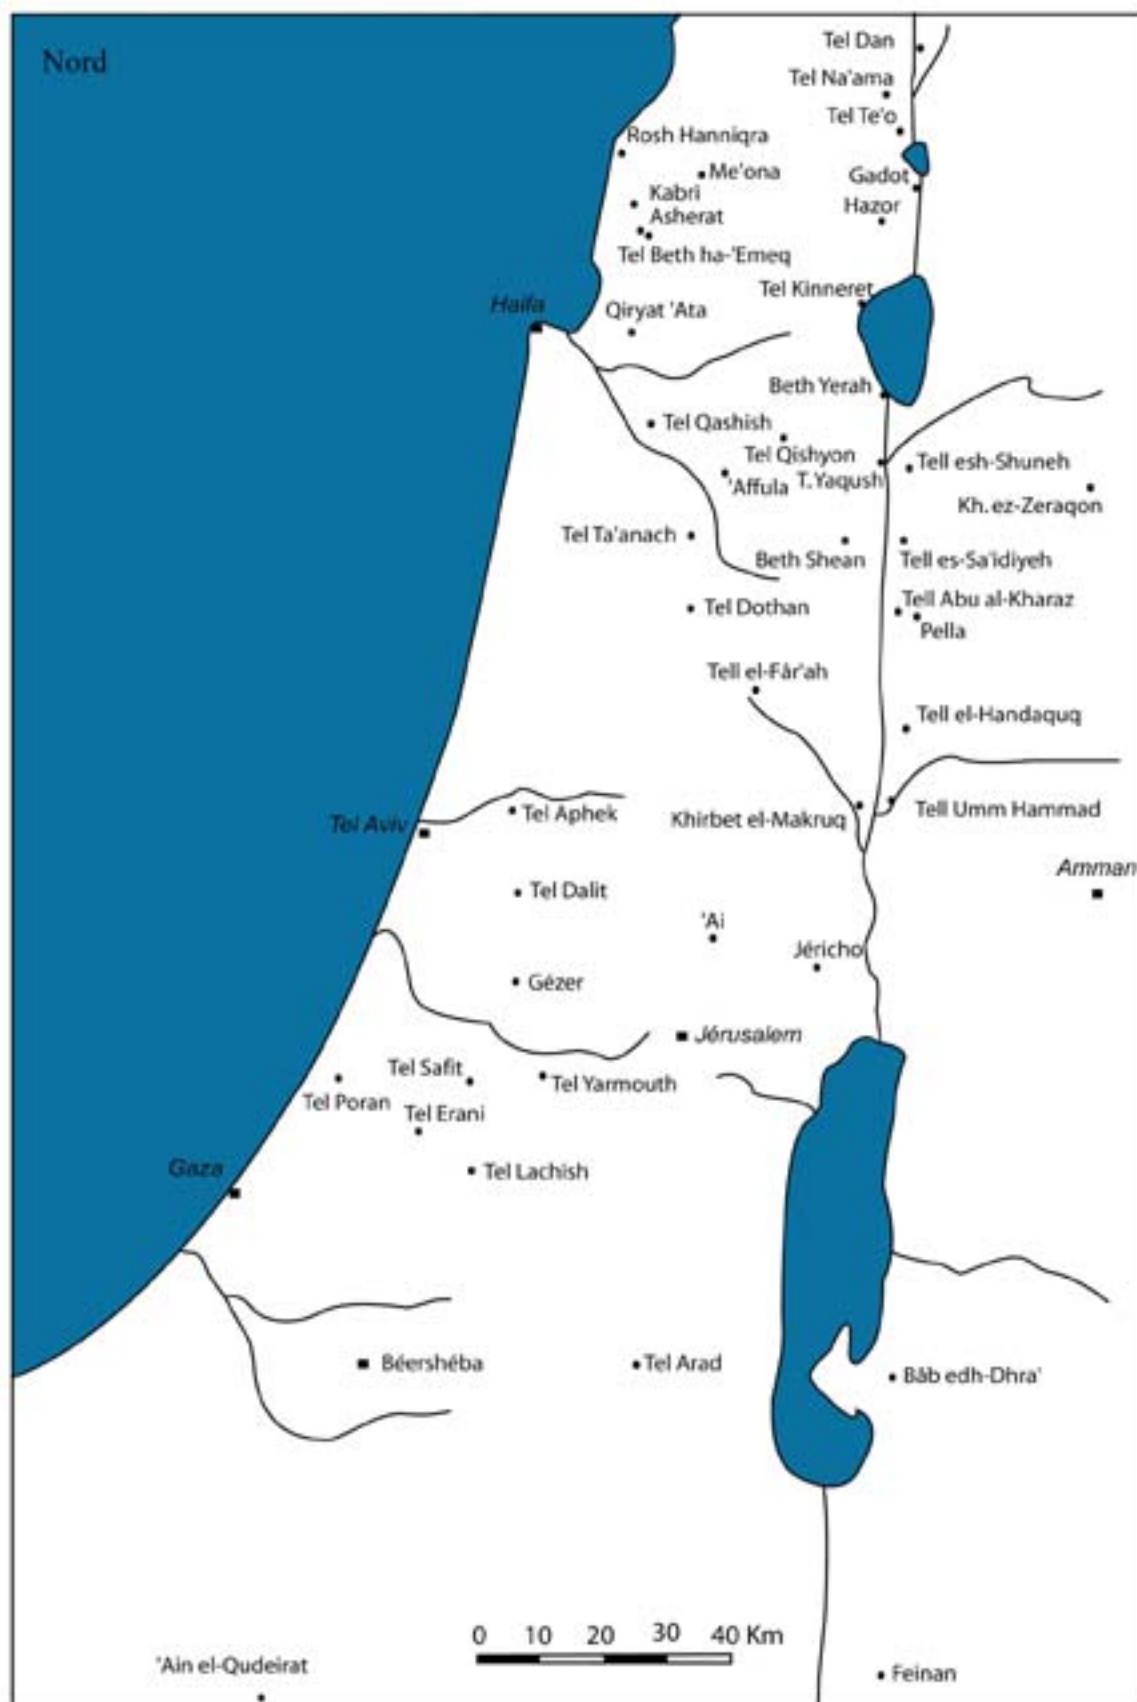 Nord
Tel Dan
Tel Na'ama
Tel Te'o
Rosh Hanniqra
Me'ona
Gadot
Kabri
Hazor
Asherat
Tel Beth ha-'Emeq
Tel Kinneret
Haifa
Qiryat 'Ata
Beth Yerah
Tel Qashish
Tel Qishyon
Tell esh-Shuneh
'Affula
T.Yaqush
Kh. ez-Zeraqon
Tel Ta'anach
Beth Shean
Tell es-Sa'idiyeh
Tel Dothan
Tell Abu al-Kharaz
Pella
Tell el-Fâr'ah
Tell el-Handaquq
Tel Aviv
Tel Aphek
Khirbet el-Makruq
Tell Umm Hammad
Amman
Tel Dalit
'Ai
Jéricho
Gézer
Jérusalem
Tel Safit
Tel Yarmouth
Tel Poran
Tel Erani
Gaza
Tel Lachish
Béershéba
Tel Arad
Bâb edh-Dhra'
0 10 20 30 40 Km
'Ain el-Qudeirat
Feinan